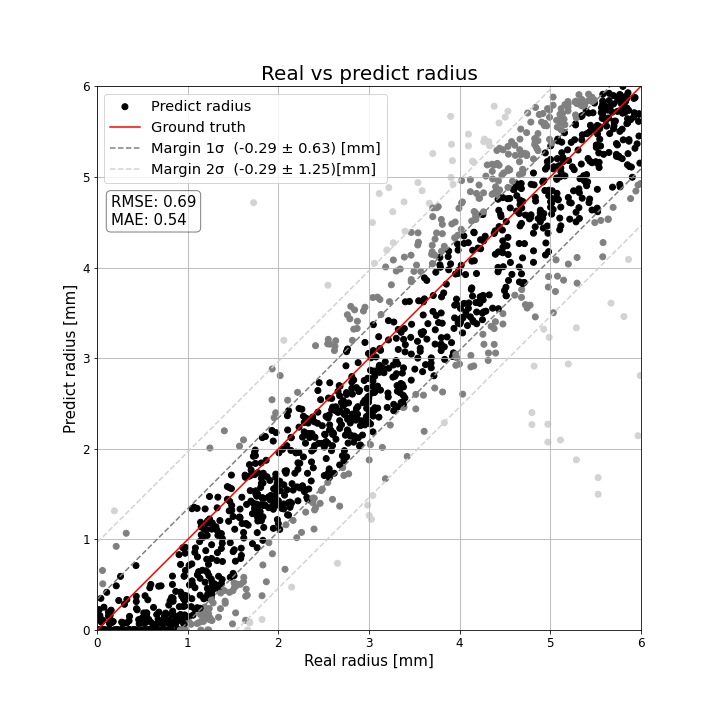 Real vs predict radius
6
5
4
3
2
1
0
Predict radius [mm]
Predict radius
Ground truth
Margin 1σ (-0.29 ± 0.63) [mm]
Margin 2σ (-0.29 ± 1.25)[mm]
RMSE: 0.69
MAE: 0.54
0 1 2 3 4 5 6
Real radius [mm]